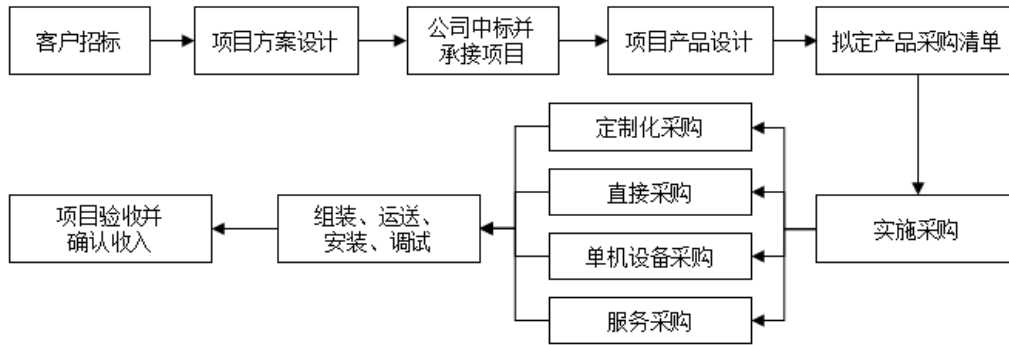 客户招标
项目方案设计
公司中标并
承接项目
项目产品设计
拟定产品采购清单
实施采购
定制化采购
直接采购
单机设备采购
服务采购
组装、运送、
安装、调试
项目验收并
确认收入